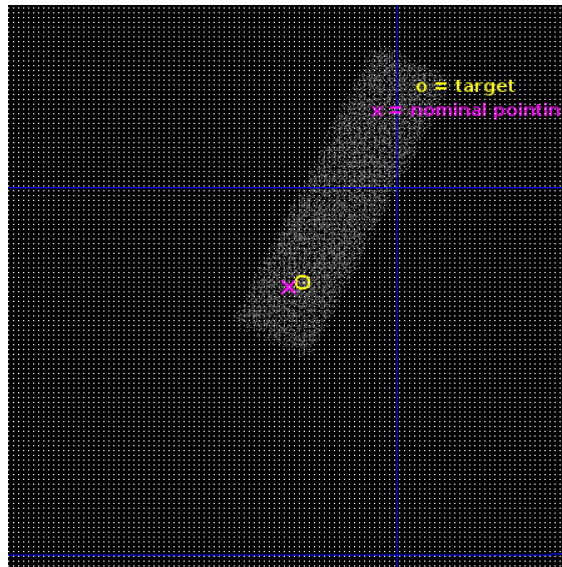 o = target
x = nominal pointin